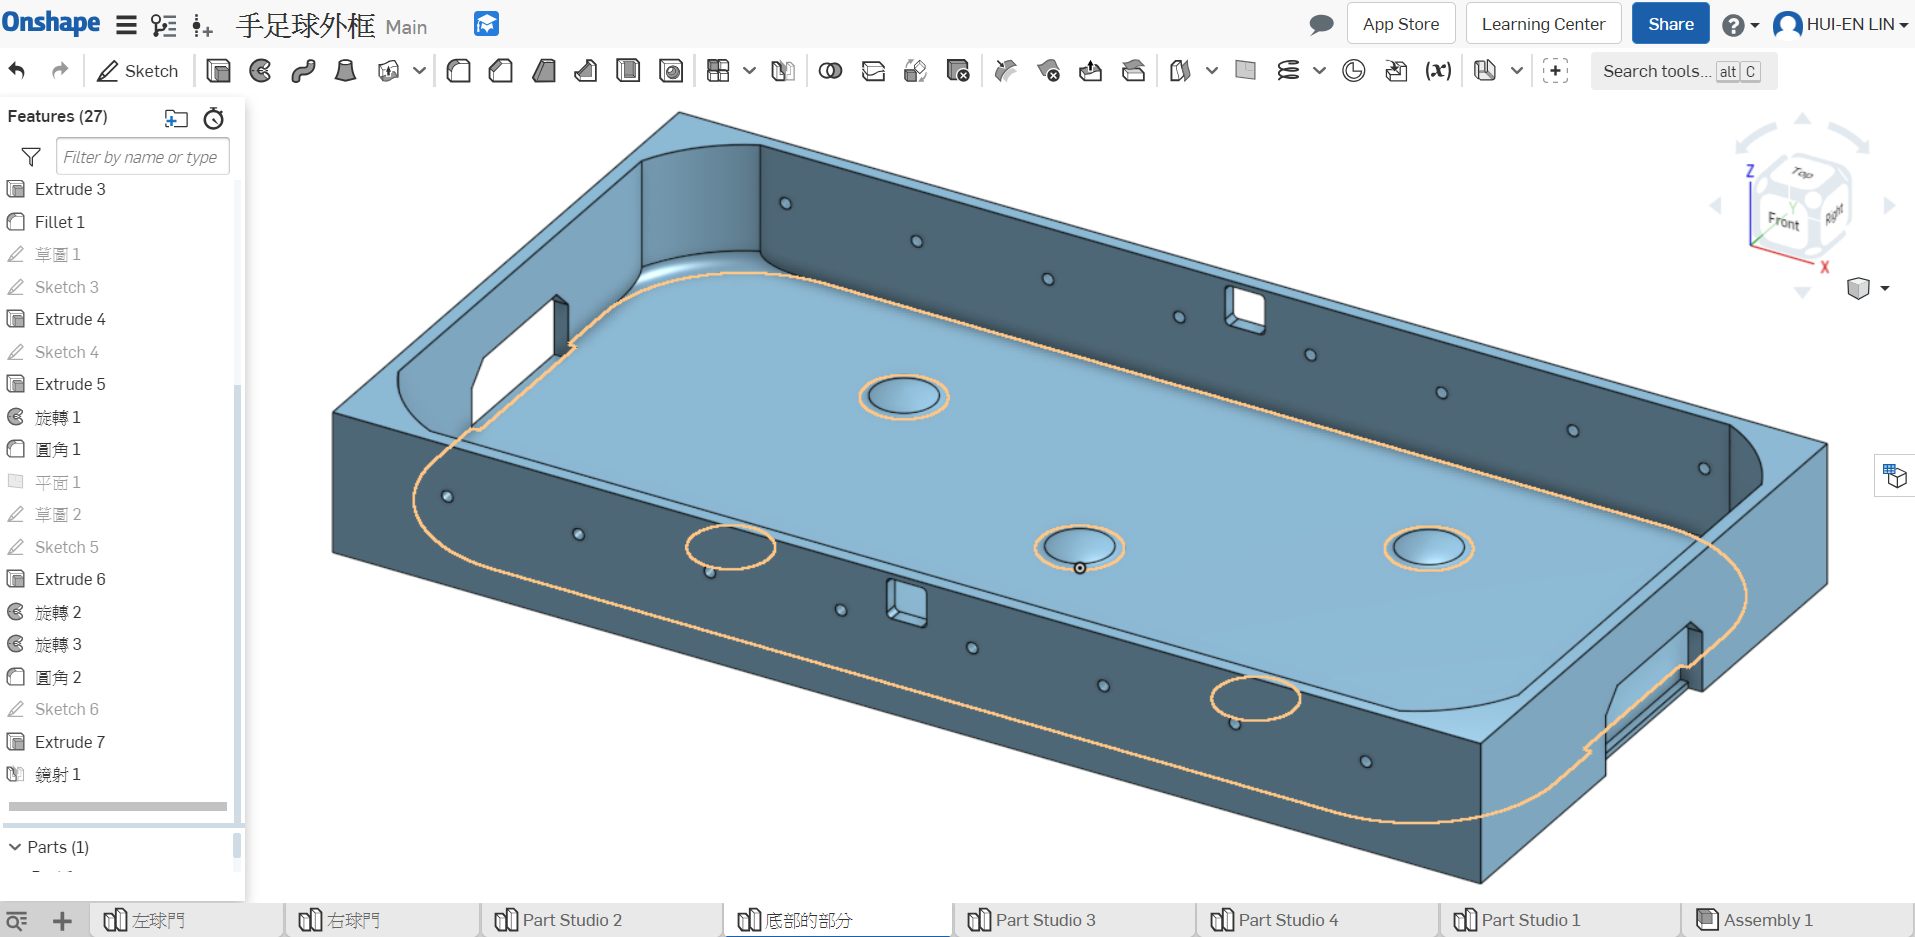 Onshape 手足球外框 Main App Store Learning Center Share HUI-EN LIN
Sketch (x) Search tools... alt C
Features (27)
Filter by name or type
Extrude 3
Fillet 1
草圖 1
Sketch 3
Extrude 4
Sketch 4
Extrude 5
旋轉 1
圓角 1
平面 1
草圖 2
Sketch 5
Extrude 6
旋轉 2
旋轉 3
圓角 2
Sketch 6
Extrude 7
鏡射 1
Parts (1)
Z
Top
Y
Front
Right
X
左球門 右球門 Part Studio 2 底部的部分 Part Studio 3 Part Studio 4 Part Studio 1 Assembly 1